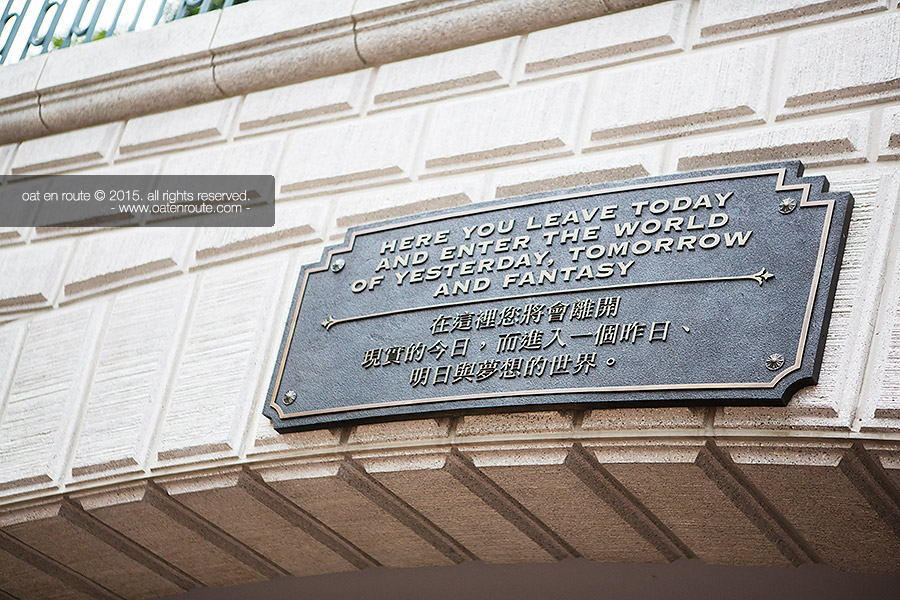 oat en route © 2015. all rights reserved.
- www.oatenroute.com -
HERE YOU LEAVE TODAY
AND ENTER THE WORLD
OF YESTERDAY, TOMORROW
AND FANTASY
在這裡您將會離開
現實的今日，而進入一個昨日、
明日與夢想的世界。